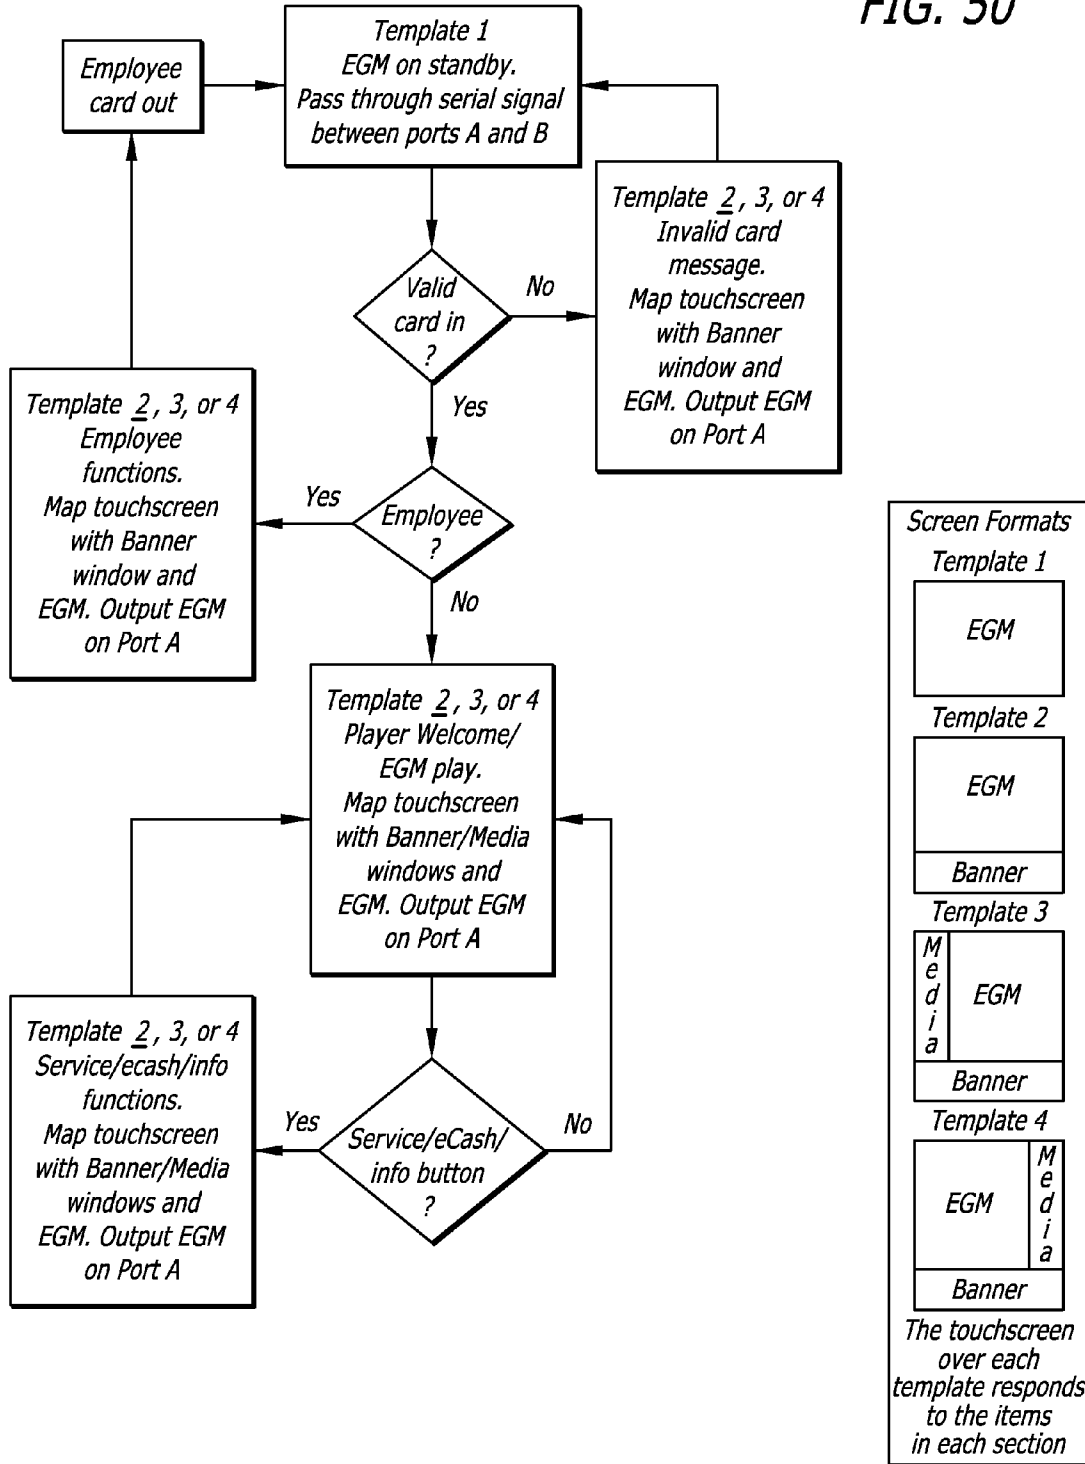 FIG. 50
Employee
card out
Template 1
EGM on standby.
Pass through serial signal
between ports A and B
Template 2, 3, or 4
Invalid card
message.
Map touchscreen
with Banner
window and
EGM. Output EGM
on Port A
Valid
card in
?
No
Yes
Template 2, 3, or 4
Employee
functions.
Map touchscreen
with Banner
window and
EGM. Output EGM
on Port A
Yes
Employee
?
No
Template 2, 3, or 4
Player Welcome/
EGM play.
Map touchscreen
with Banner/Media
windows and
EGM. Output EGM
on Port A
Template 2, 3, or 4
Service/ecash/info
functions.
Map touchscreen
with Banner/Media
windows and
EGM. Output EGM
on Port A
Yes
Service/eCash/
info button
?
No
Screen Formats
Template 1
EGM
Template 2
EGM
Banner
Template 3
Media
EGM
Banner
Template 4
EGM
Media
Banner
The touchscreen
over each
template responds
to the items
in each section